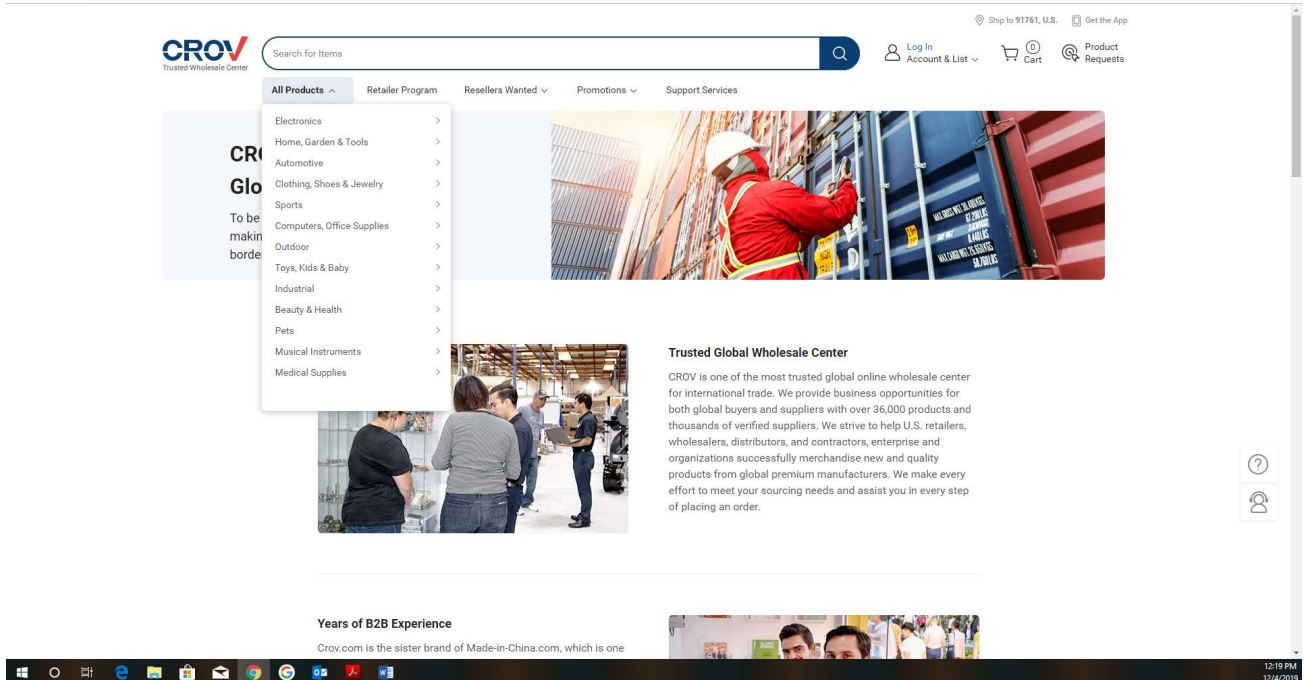 Ship to 91761, U.S.
Get the App
CROV
Trusted Wholesale Center
Search for Items
Log In
Account & List
0
Cart
Product
Requests
All Products
Retailer Program
Resellers Wanted
Promotions
Support Services
Electronics
Home, Garden & Tools
Automotive
Clothing, Shoes & Jewelry
Sports
Computers, Office Supplies
Outdoor
Toys, Kids & Baby
Industrial
Beauty & Health
Pets
Musical Instruments
Medical Supplies
To be
Trusted Global Wholesale Center
CROV is one of the most trusted global online wholesale center
for international trade. We provide business opportunities for
both global buyers and suppliers with over 36,000 products and
thousands of verified suppliers. We strive to help U.S. retailers,
wholesalers, distributors, and contractors, enterprise and
organizations successfully merchandise new and quality
products from global premium manufacturers. We make every
effort to meet your sourcing needs and assist you in every step
of placing an order.
Years of B2B Experience
Crov.com is the sister brand of Made-in-China.com, which is one
12:19 PM
12/4/2019